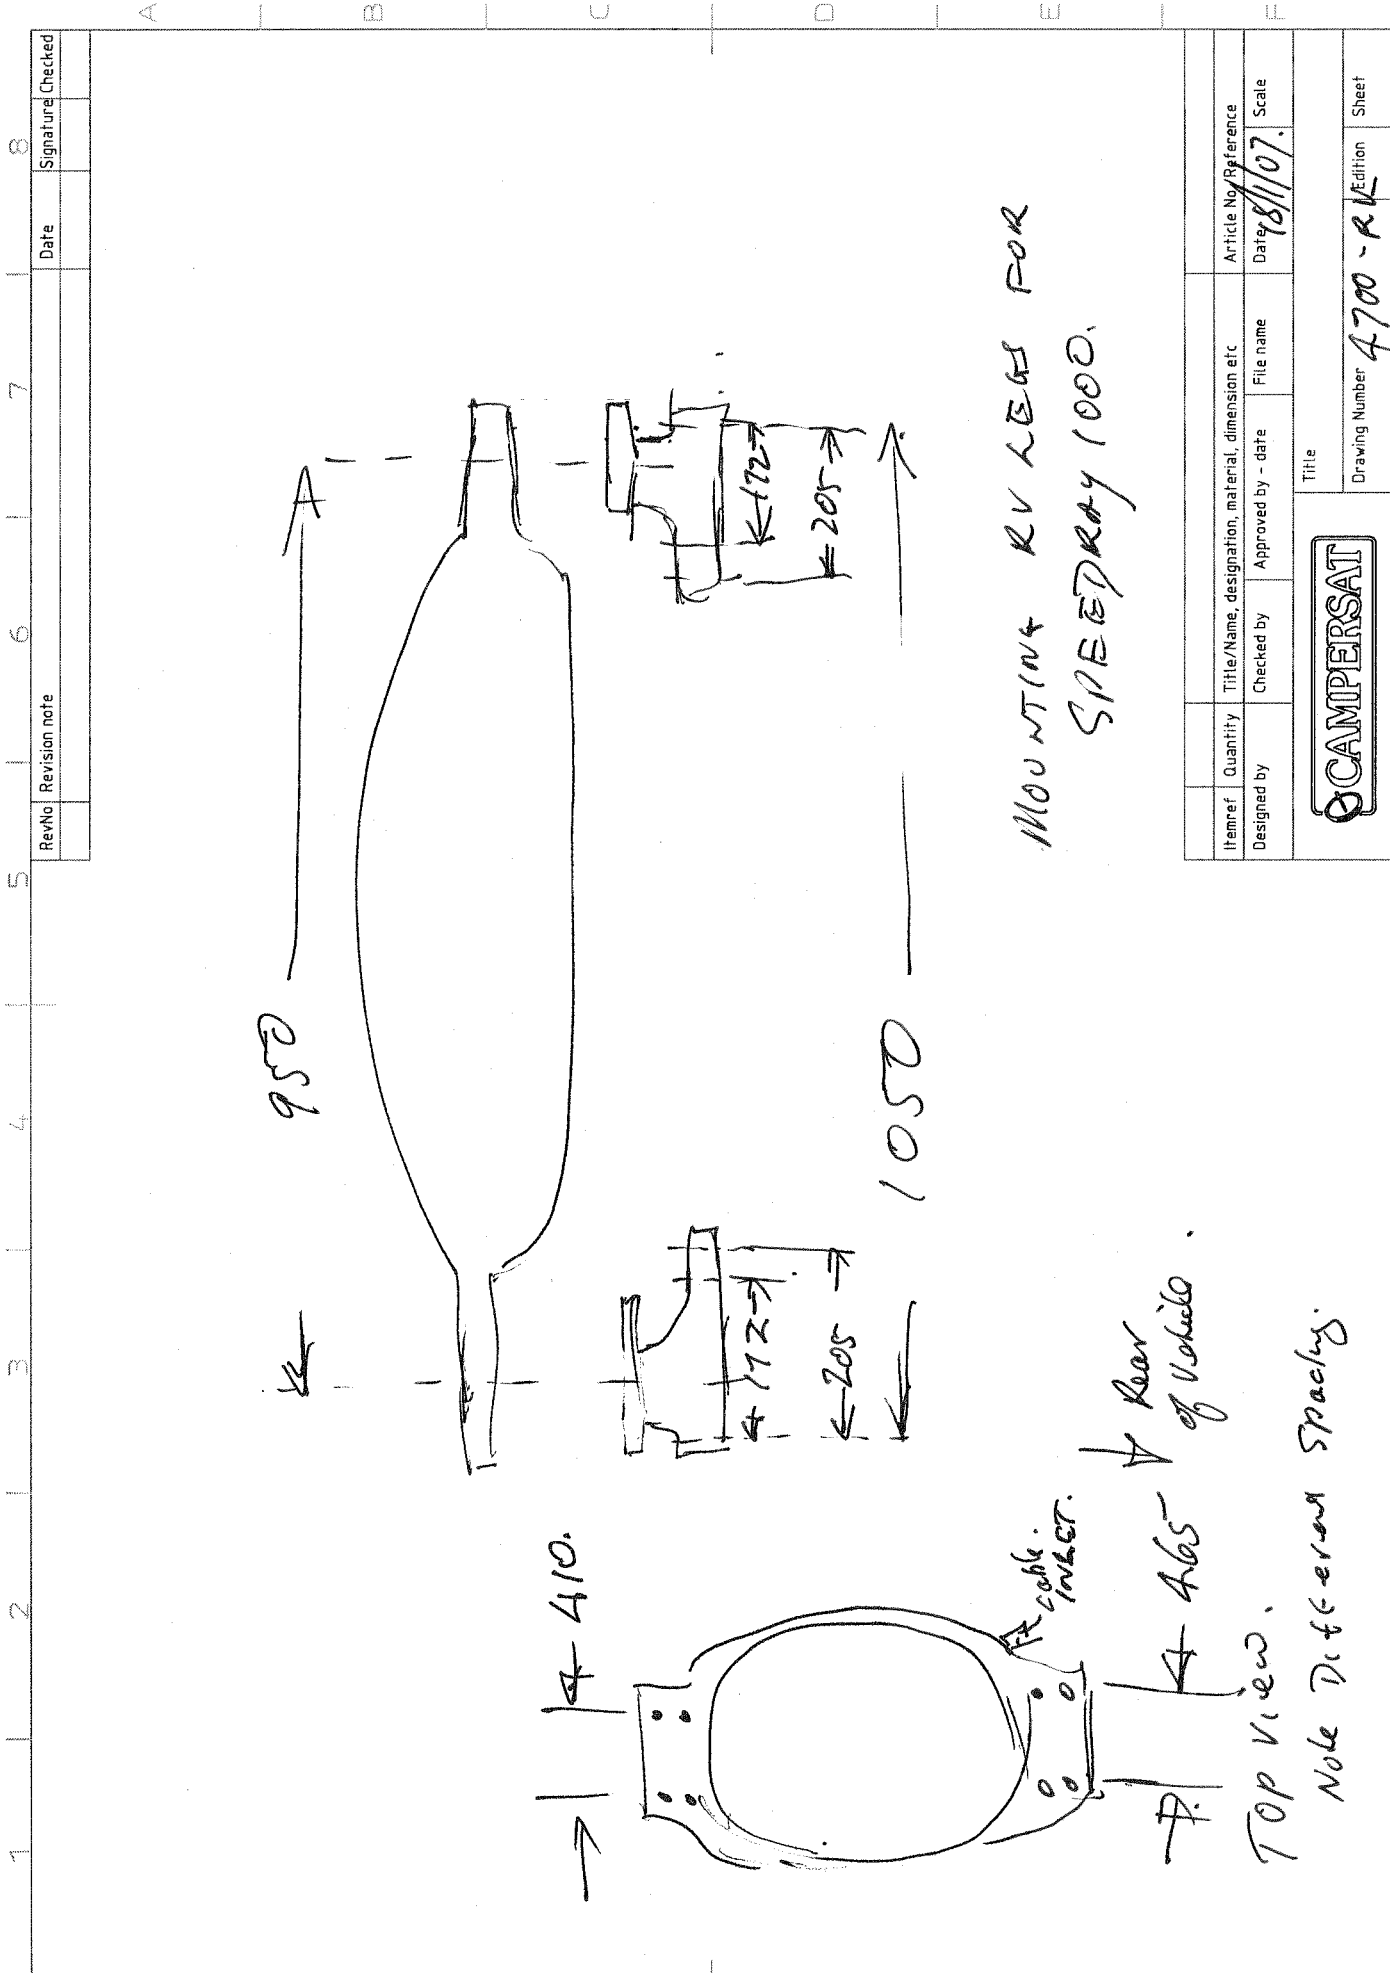 1 2 3 4 5 6 7 8
A B C D E F
RevNo Revision note Date Signature Checked
950
410.
172
205
172
205
1050
cable.
INLET.
465
Rear
of Vehicle.
TOP View.
Note Different Spacing.
MOUNTING RV LEGS FOR
SPEEDRAY 1000.
Itemref Quantity Title/Name, designation, material, dimension etc Article No/Reference
Designed by Checked by Approved by - date File name Date 18/1/07. Scale
CAMPERSAT
Title
Drawing Number 4700 - RV Edition Sheet